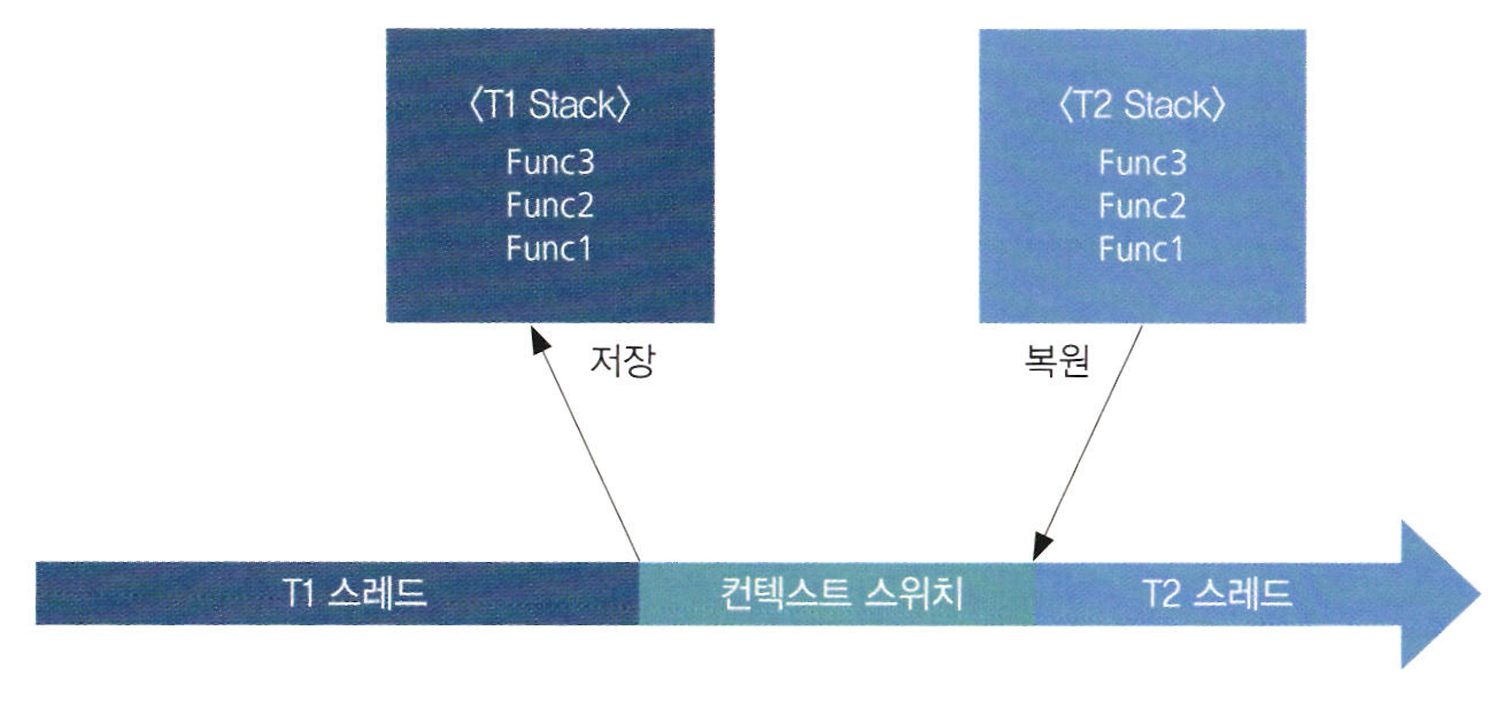 〈T1 Stack〉
Func3
Func2
Func1
〈T2 Stack〉
Func3
Func2
Func1
저장
복원
T1 스레드
컨텍스트 스위치
T2 스레드